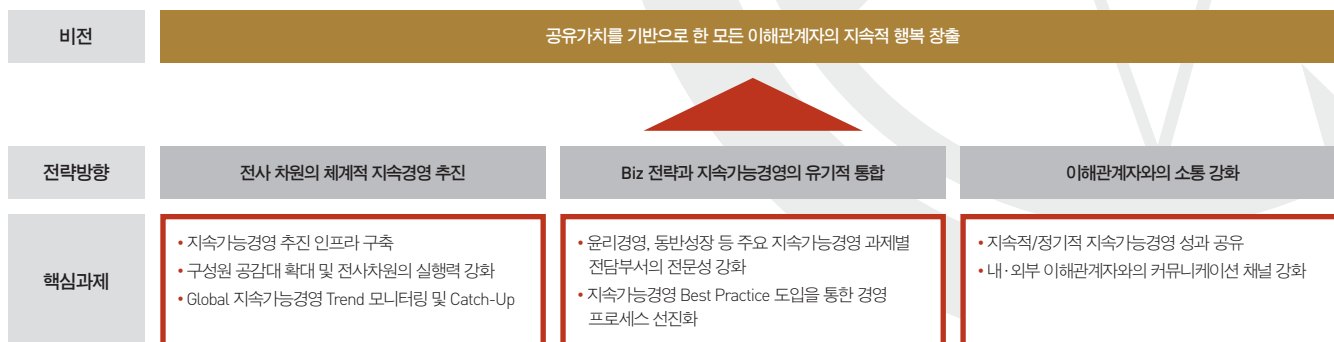 비전
공유가치를 기반으로 한 모든 이해관계자의 지속적 행복 창출
전략방향
전사 차원의 체계적 지속경영 추진
Biz 전략과 지속가능경영의 유기적 통합
이해관계자와의 소통 강화
핵심과제
• 지속가능경영 추진 인프라 구축
• 구성원 공감대 확대 및 전사차원의 실행력 강화
• Global 지속가능경영 Trend 모니터링 및 Catch-Up
• 윤리경영, 동반성장 등 주요 지속가능경영 과제별
전담부서의 전문성 강화
• 지속가능경영 Best Practice 도입을 통한 경영
프로세스 선진화
• 지속적/정기적 지속가능경영 성과 공유
• 내·외부 이해관계자와의 커뮤니케이션 채널 강화